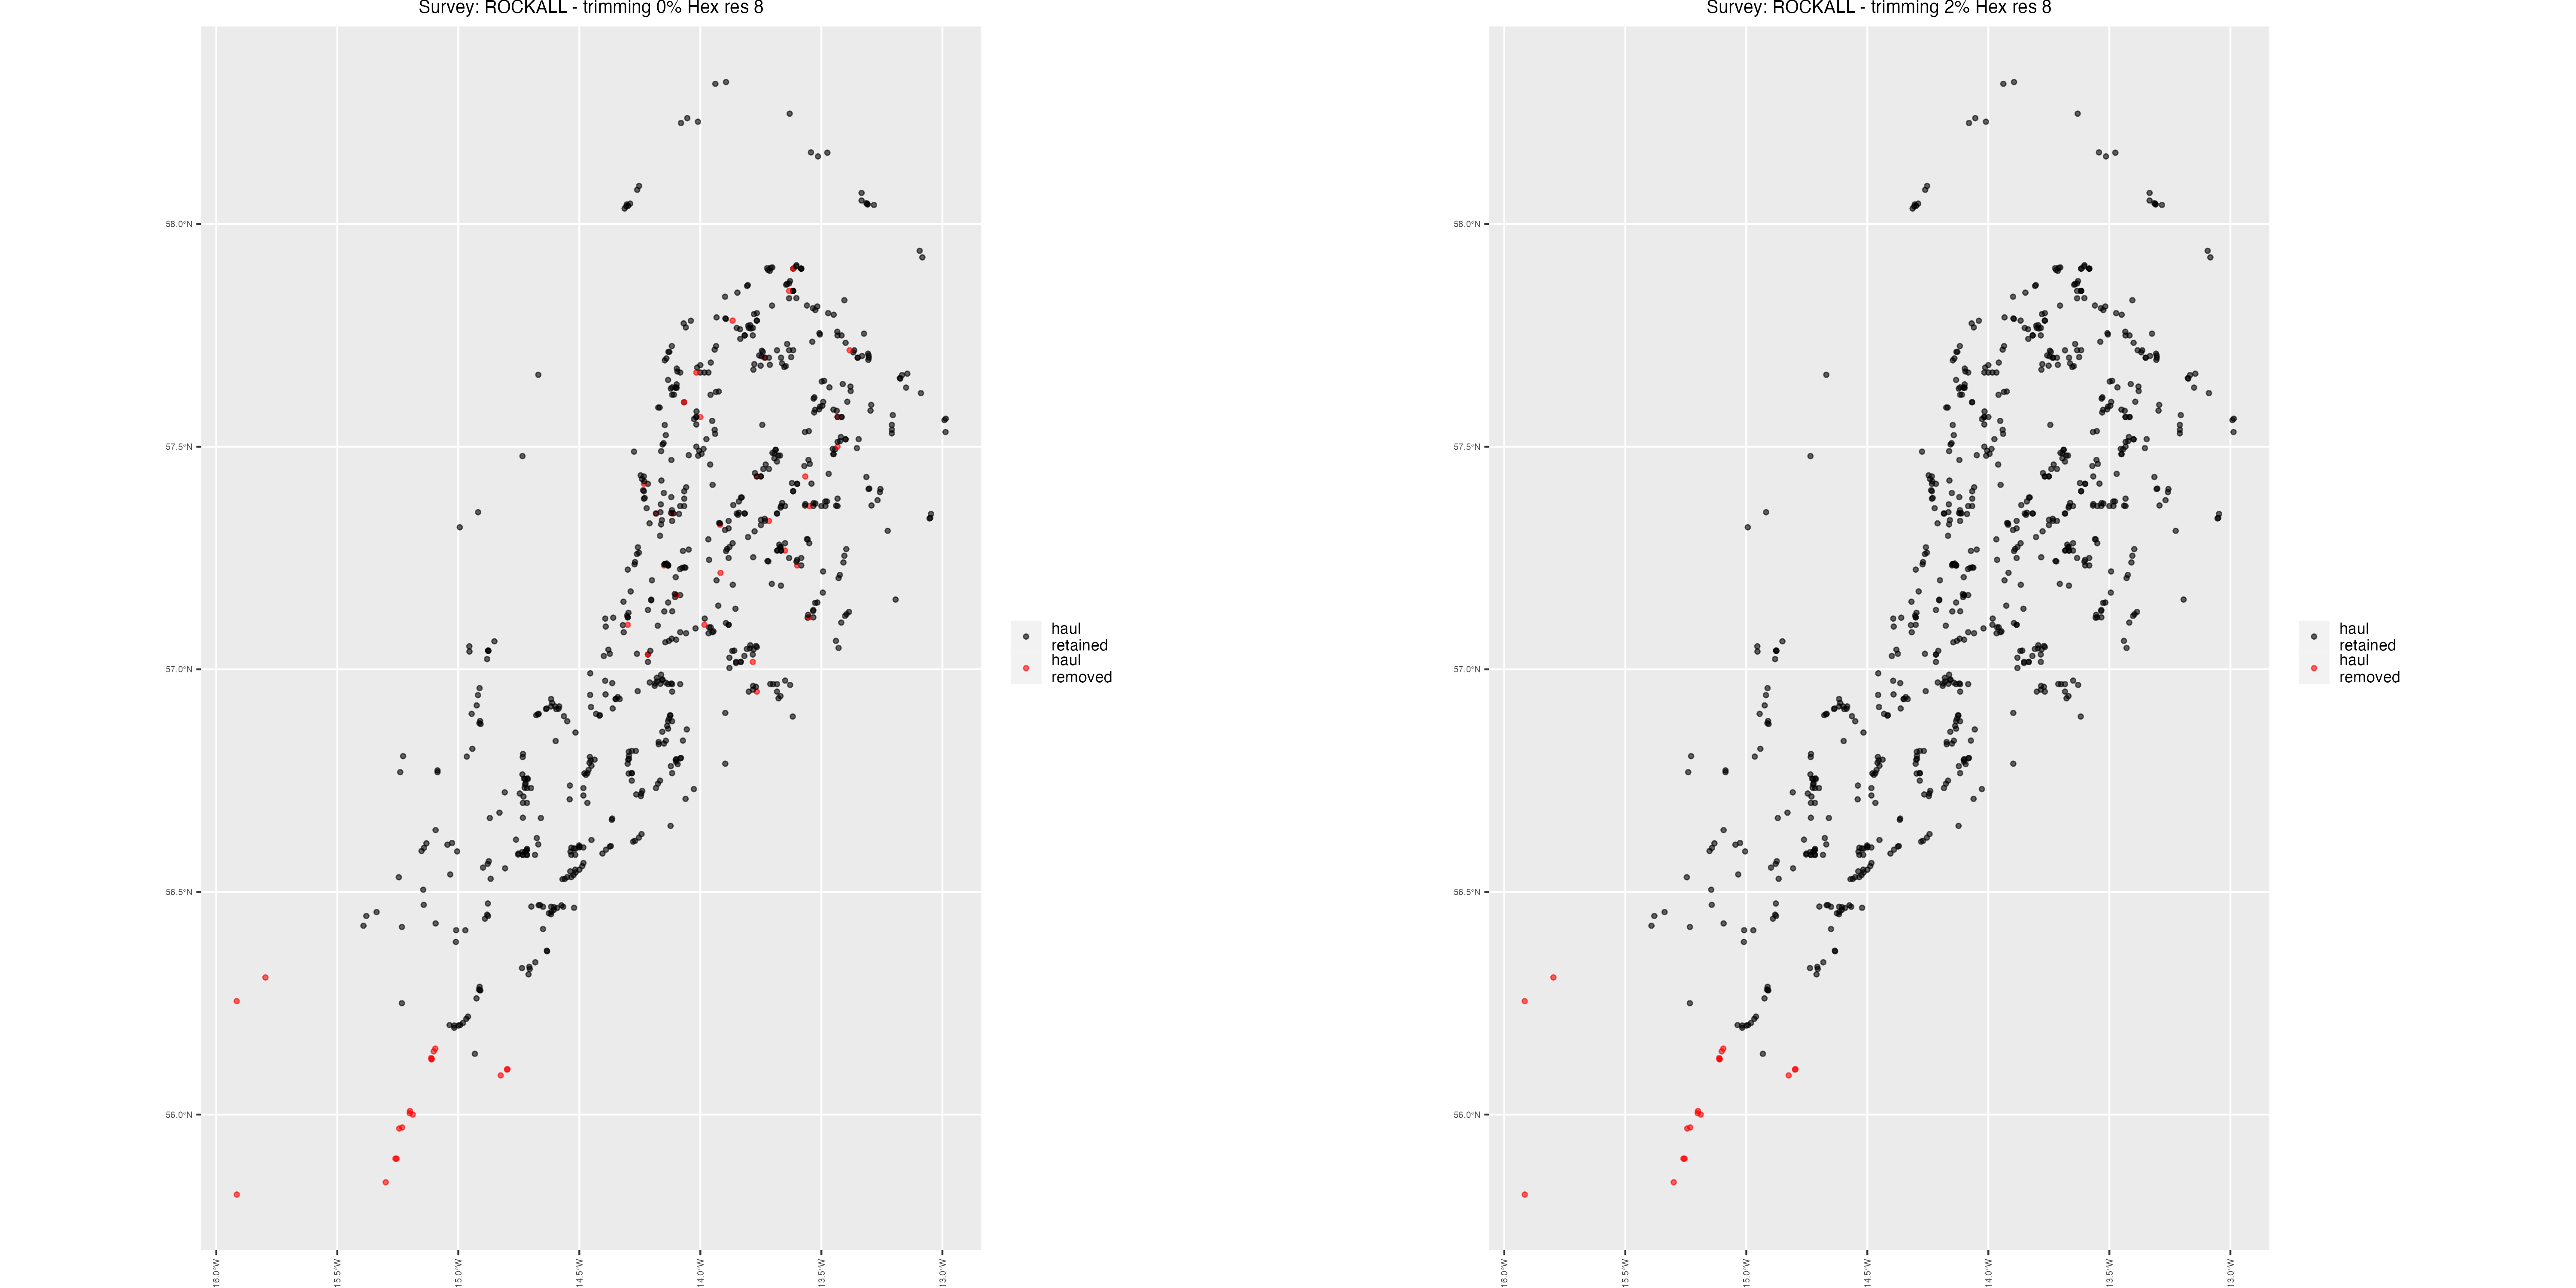 Survey: ROCKALL - trimming 0% Hex res 8
58.0°N
57.5°N
57.0°N
56.5°N
56.0°N
16.0°W
15.5°W
15.0°W
14.5°W
14.0°W
13.5°W
13.0°W
haul
retained
haul
removed
Survey: ROCKALL - trimming 2% Hex res 8
58.0°N
57.5°N
57.0°N
56.5°N
56.0°N
16.0°W
15.5°W
15.0°W
14.5°W
14.0°W
13.5°W
13.0°W
haul
retained
haul
removed